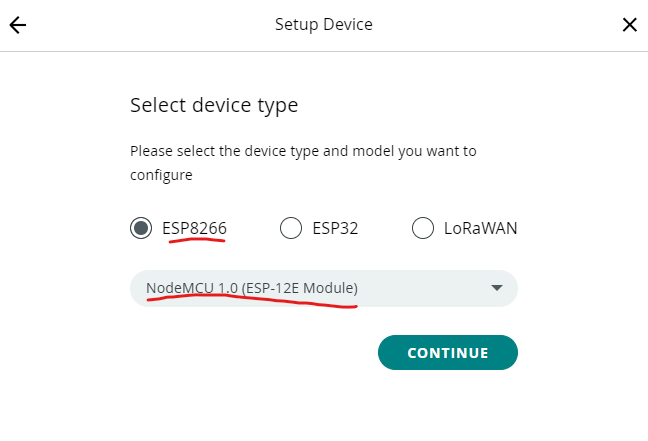 Setup Device
Select device type
Please select the device type and model you want to
configure
ESP8266 ESP32 LoRaWAN
NodeMCU 1.0 (ESP-12E Module)
CONTINUE